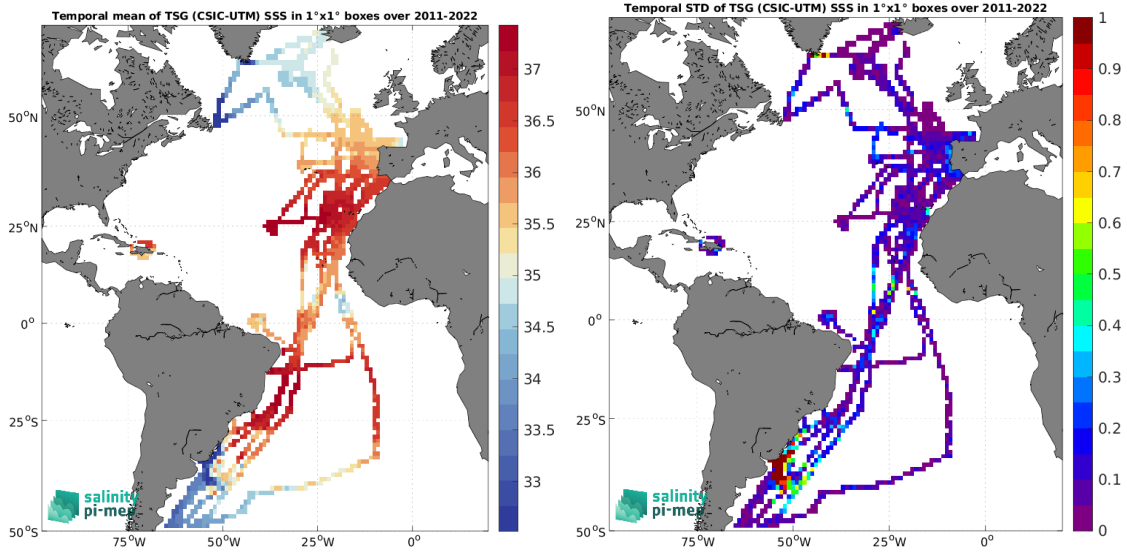 Temporal mean of TSG (CSIC-UTM) SSS in 1°x1° boxes over 2011-2022
50°N
25°N
0°
25°S
50°S
75°W
50°W
25°W
0°
37
36.5
36
35.5
35
34.5
34
33.5
33
salinity
pi-mep
Temporal STD of TSG (CSIC-UTM) SSS in 1°x1° boxes over 2011-2022
50°N
25°N
0°
25°S
50°S
75°W
50°W
25°W
0°
1
0.9
0.8
0.7
0.6
0.5
0.4
0.3
0.2
0.1
0
salinity
pi-mep